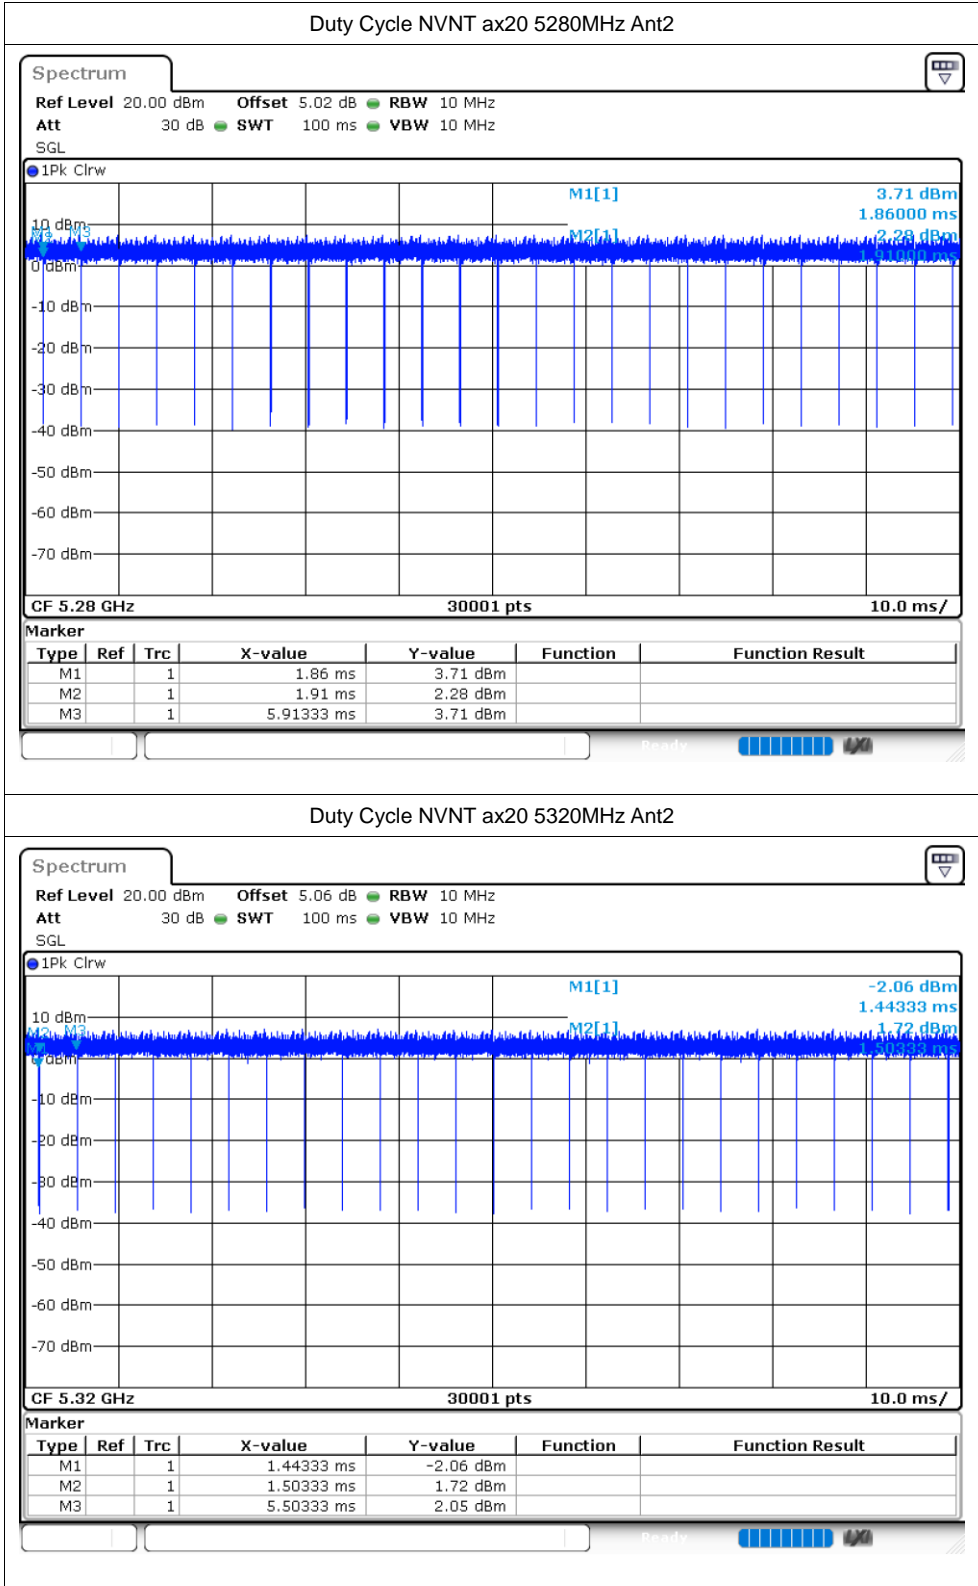 Duty Cycle NVNT ax20 5280MHz Ant2
Spectrum
Ref Level 20.00 dBm Offset 5.02 dB RBW 10 MHz
Att 30 dB SWT 100 ms VBW 10 MHz
SGL
1Pk Clrw
M1[1] 3.71 dBm
1.86000 ms
10 dBm
M3
M2[1] 2.28 dBm
1.91000 ms
0 dBm
-10 dBm
-20 dBm
-30 dBm
-40 dBm
-50 dBm
-60 dBm
-70 dBm
CF 5.28 GHz 30001 pts 10.0 ms/
Marker
Type Ref Trc X-value Y-value Function Function Result
M1 1 1.86 ms 3.71 dBm
M2 1 1.91 ms 2.28 dBm
M3 1 5.91333 ms 3.71 dBm
Ready LXI
Duty Cycle NVNT ax20 5320MHz Ant2
Spectrum
Ref Level 20.00 dBm Offset 5.06 dB RBW 10 MHz
Att 30 dB SWT 100 ms VBW 10 MHz
SGL
1Pk Clrw
M1[1] -2.06 dBm
1.44333 ms
10 dBm
M2 M3
M2[1] 1.72 dBm
1.50333 ms
0 dBm
-10 dBm
-20 dBm
-30 dBm
-40 dBm
-50 dBm
-60 dBm
-70 dBm
CF 5.32 GHz 30001 pts 10.0 ms/
Marker
Type Ref Trc X-value Y-value Function Function Result
M1 1 1.44333 ms -2.06 dBm
M2 1 1.50333 ms 1.72 dBm
M3 1 5.50333 ms 2.05 dBm
Ready LXI